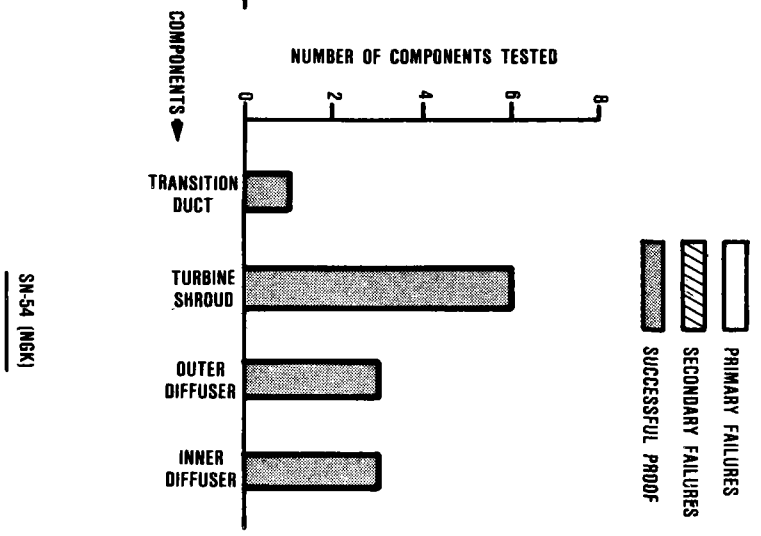 NUMBER OF COMPONENTS TESTED
0
2
4
6
8
COMPONENTS
TRANSITION
DUCT
TURBINE
SHROUD
OUTER
DIFFUSER
INNER
DIFFUSER
PRIMARY FAILURES
SECONDARY FAILURES
SUCCESSFUL PROOF
SN-54 (NGK)